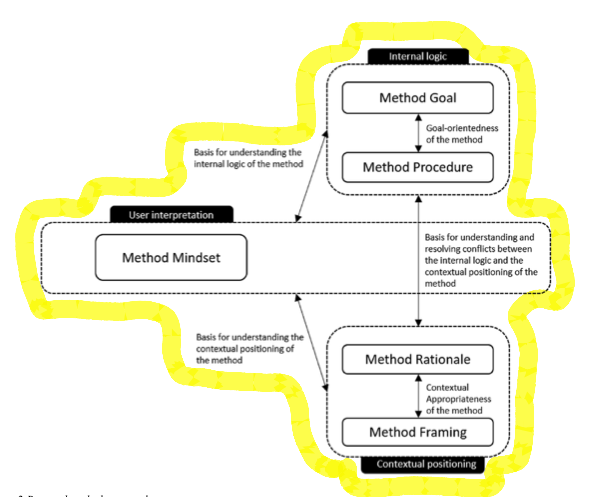 Internal logic
Method Goal
Goal-orientedness
of the method
Method Procedure
Basis for understanding the
internal logic of the method
User interpretation
Method Mindset
Basis for understanding and
resolving conflicts between
the internal logic and the
contextual positioning of the
method
Basis for understanding the
contextual positioning of
the method
Method Rationale
Contextual
Appropriateness
of the method
Method Framing
Contextual positioning